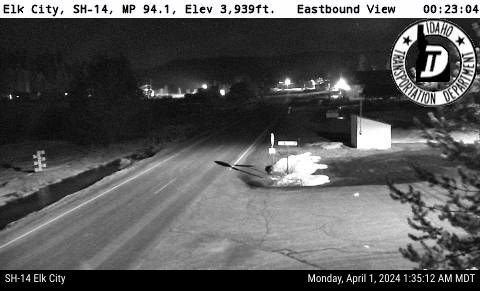 Elk City, SH-14, MP 94.1, Elev 3,939ft. Eastbound View 00:23:04
IDAHO
TRANSPORTATION DEPARTMENT
SH-14 Elk City Monday, April 1, 2024 1:35:12 AM MDT